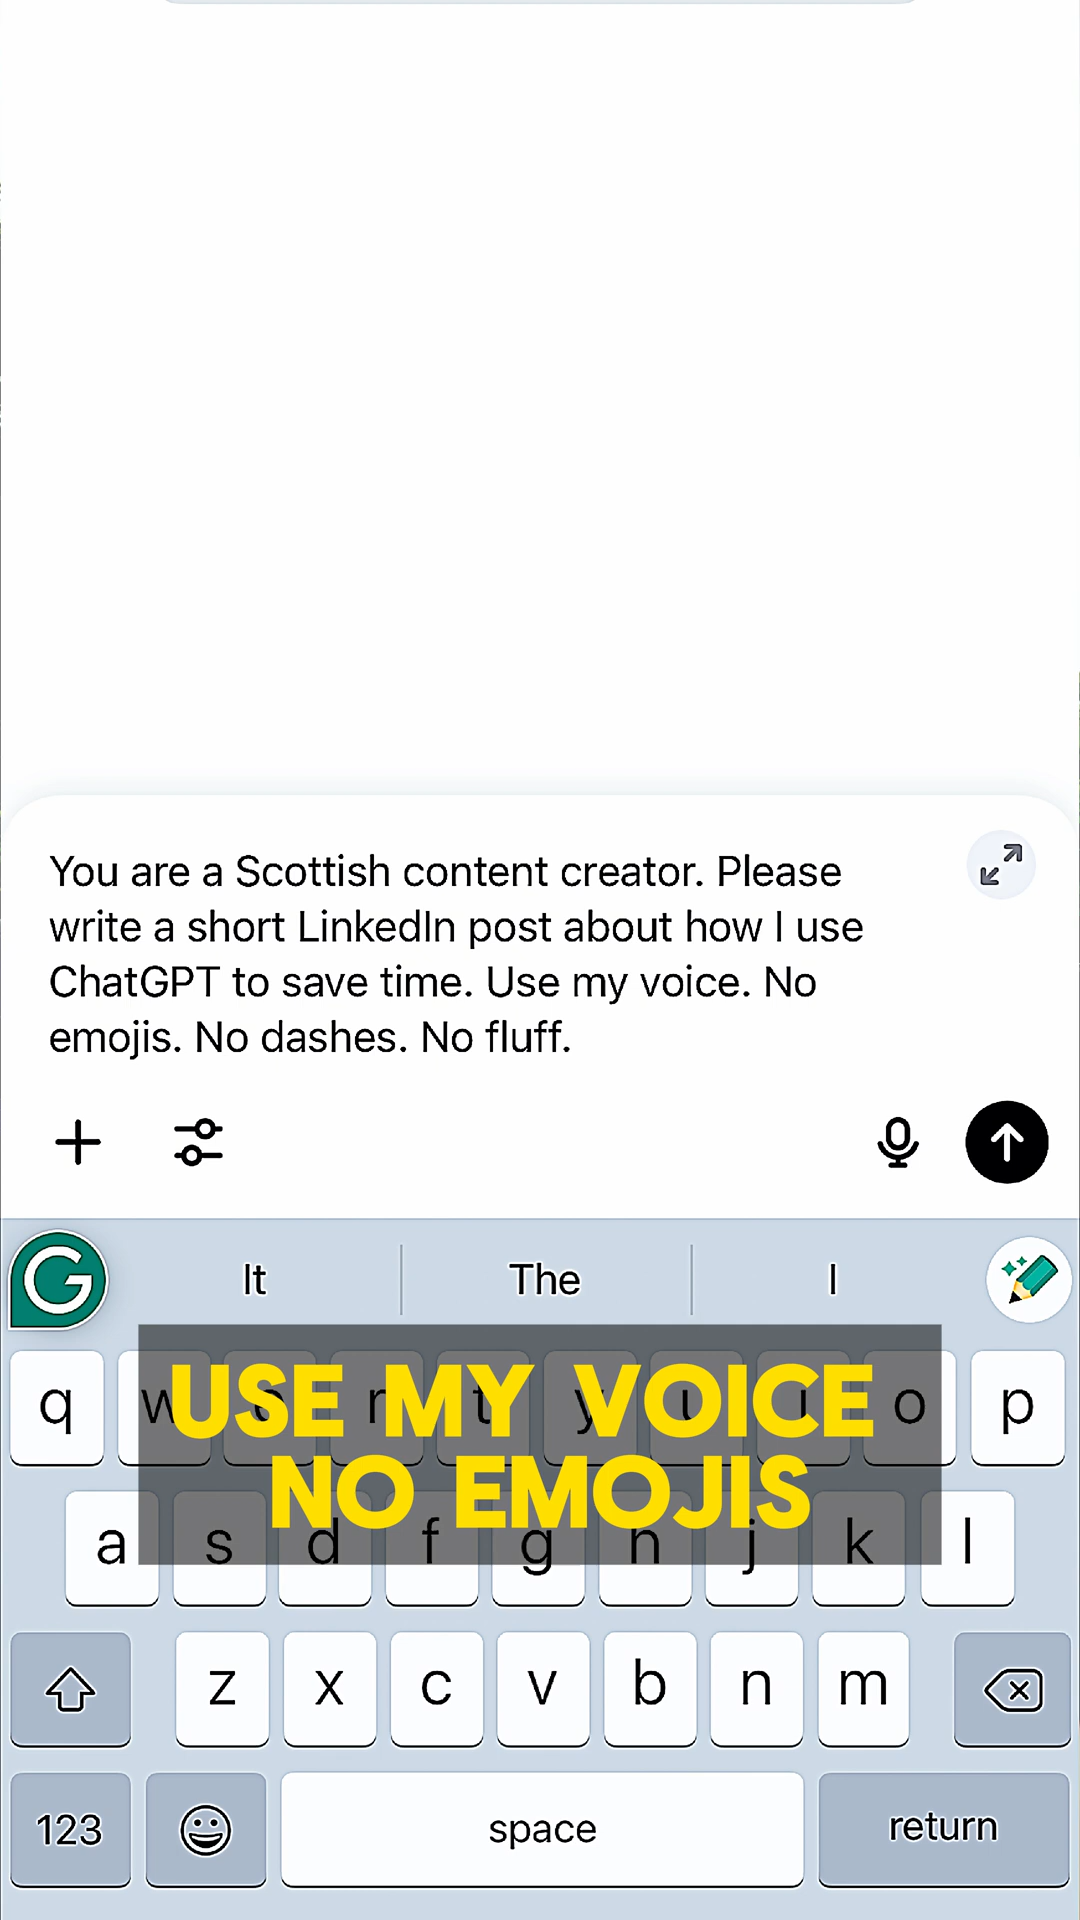 You are a Scottish content creator. Please
write a short LinkedIn post about how I use
ChatGPT to save time. Use my voice. No
emojis. No dashes. No fluff.
G
It The I
USE MY VOICE
NO EMOJIS
q w e r t y u i o p
a s d f g h j k l
z x c v b n m
123 space return